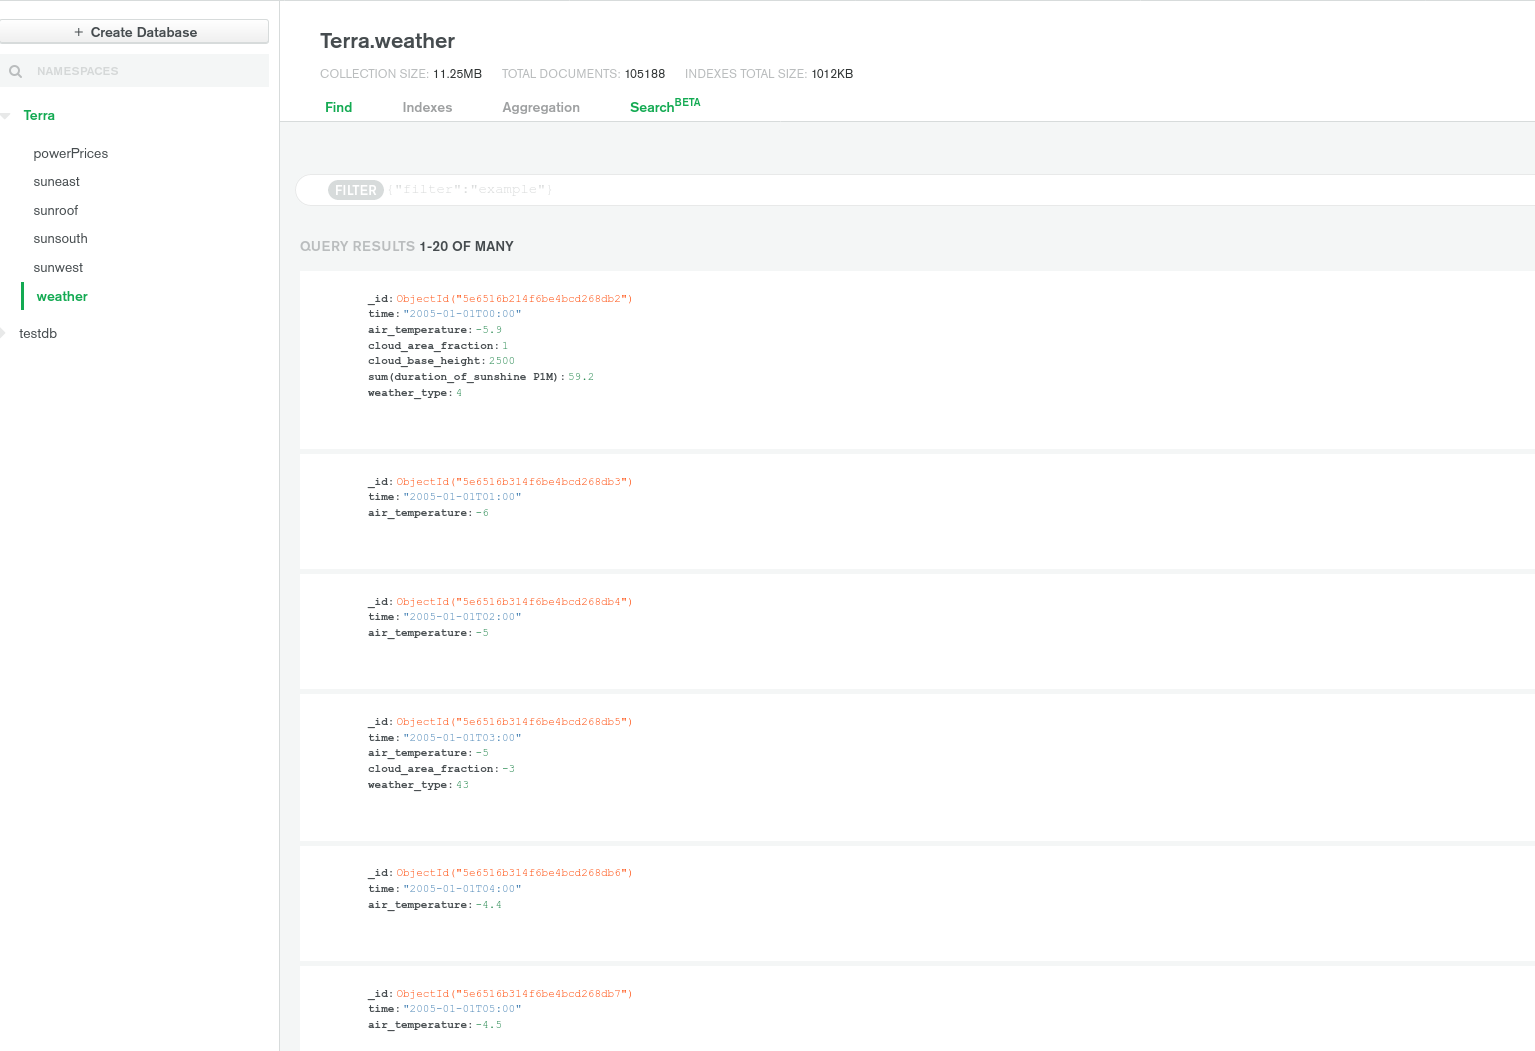 + Create Database
NAMESPACES
Terra
powerPrices
suneast
sunroof
sunsouth
sunwest
weather
testdb
Terra.weather
COLLECTION SIZE: 11.25MB TOTAL DOCUMENTS: 105188 INDEXES TOTAL SIZE: 1012KB
Find Indexes Aggregation Search BETA
FILTER {"filter":"example"}
QUERY RESULTS 1-20 OF MANY
_id: ObjectId("5e6516b214f6be4bcd268db2")
time: "2005-01-01T00:00"
air_temperature: -5.9
cloud_area_fraction: 1
cloud_base_height: 2500
sum(duration_of_sunshine P1M): 59.2
weather_type: 4
_id: ObjectId("5e6516b314f6be4bcd268db3")
time: "2005-01-01T01:00"
air_temperature: -6
_id: ObjectId("5e6516b314f6be4bcd268db4")
time: "2005-01-01T02:00"
air_temperature: -5
_id: ObjectId("5e6516b314f6be4bcd268db5")
time: "2005-01-01T03:00"
air_temperature: -5
cloud_area_fraction: -3
weather_type: 43
_id: ObjectId("5e6516b314f6be4bcd268db6")
time: "2005-01-01T04:00"
air_temperature: -4.4
_id: ObjectId("5e6516b314f6be4bcd268db7")
time: "2005-01-01T05:00"
air_temperature: -4.5